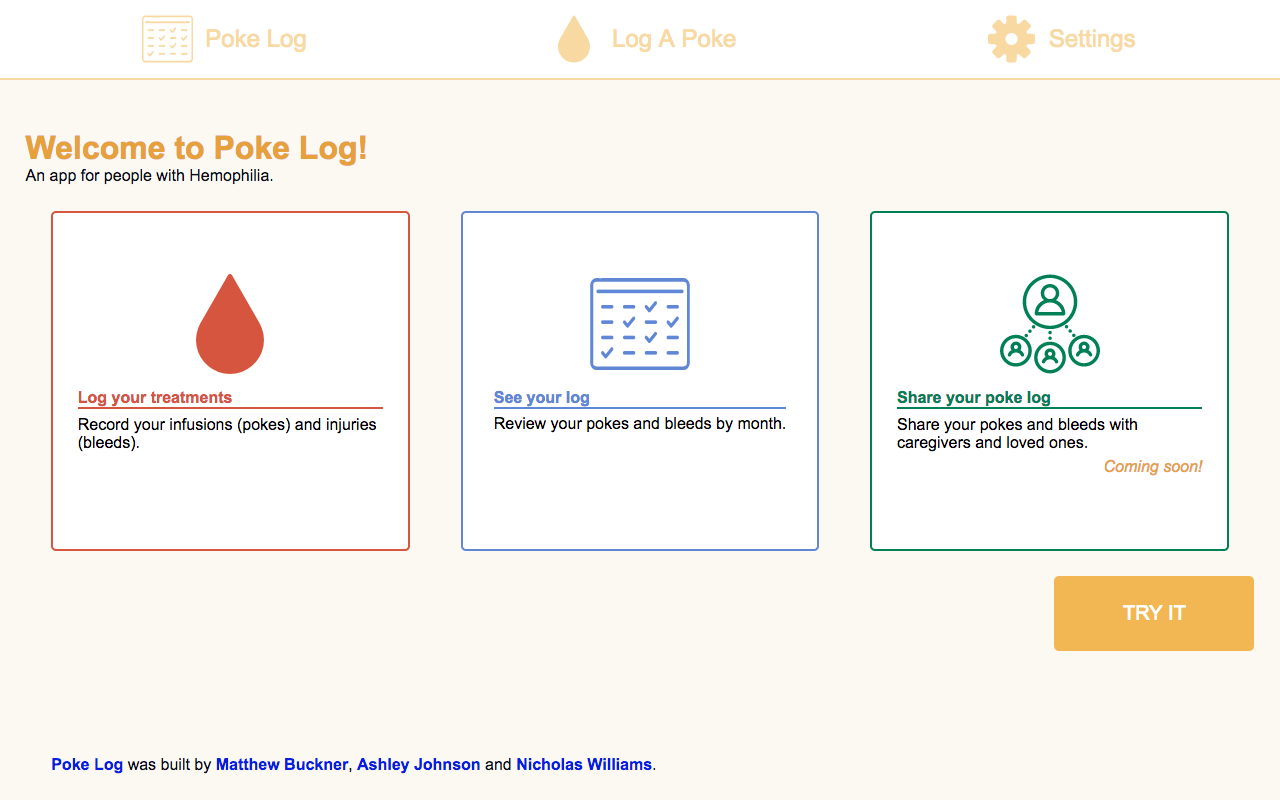 Poke Log
Log A Poke
Settings
Welcome to Poke Log!
An app for people with Hemophilia.
Log your treatments
Record your infusions (pokes) and injuries
(bleeds).
See your log
Review your pokes and bleeds by month.
Share your poke log
Share your pokes and bleeds with
caregivers and loved ones.
Coming soon!
TRY IT
Poke Log was built by Matthew Buckner, Ashley Johnson and Nicholas Williams.